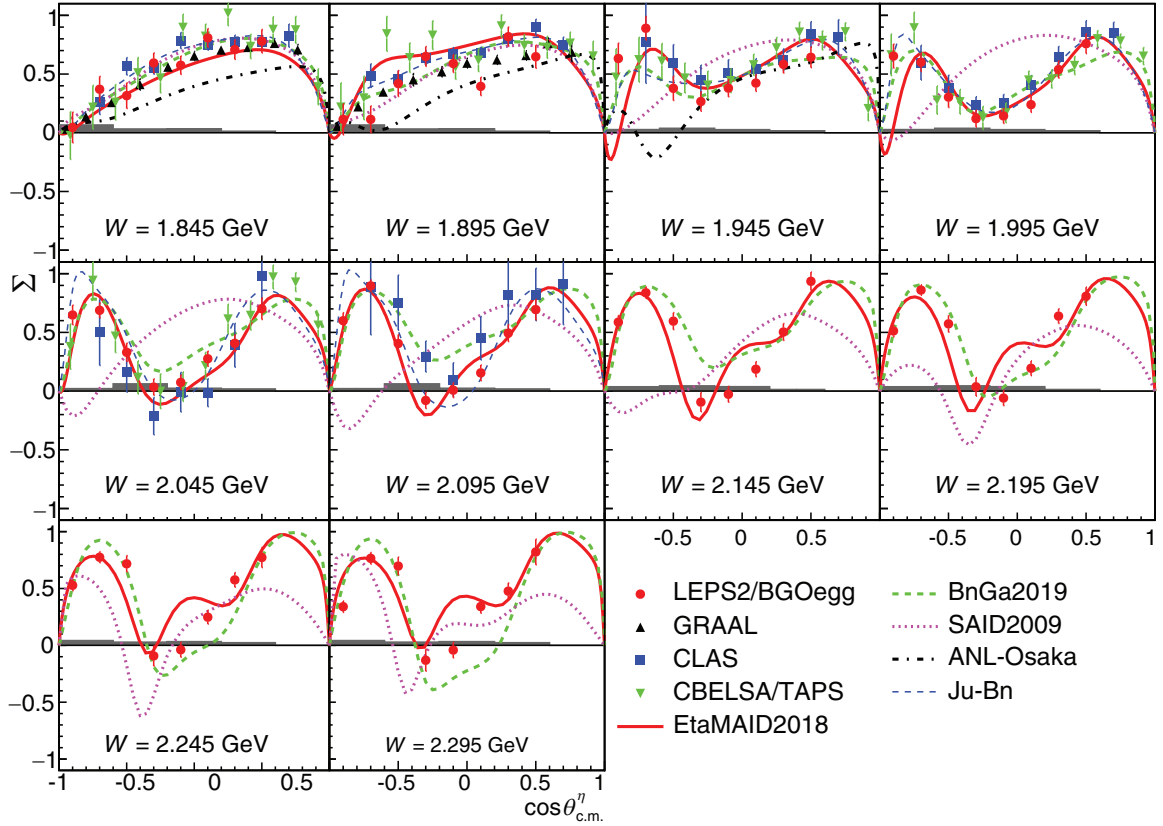 1
0.5
0
−0.5
−1
W = 1.845 GeV
W = 1.895 GeV
W = 1.945 GeV
W = 1.995 GeV
Σ
1
0.5
0
−0.5
−1
W = 2.045 GeV
W = 2.095 GeV
W = 2.145 GeV
W = 2.195 GeV
-0.5 0 0.5 -0.5 0 0.5 1
1
0.5
0
−0.5
−1
W = 2.245 GeV
W = 2.295 GeV
-1 -0.5 0 0.5 -0.5 0 0.5 1
cosθ^η_c.m.
LEPS2/BGOegg
GRAAL
CLAS
CBELSA/TAPS
EtaMAID2018
BnGa2019
SAID2009
ANL-Osaka
Ju-Bn